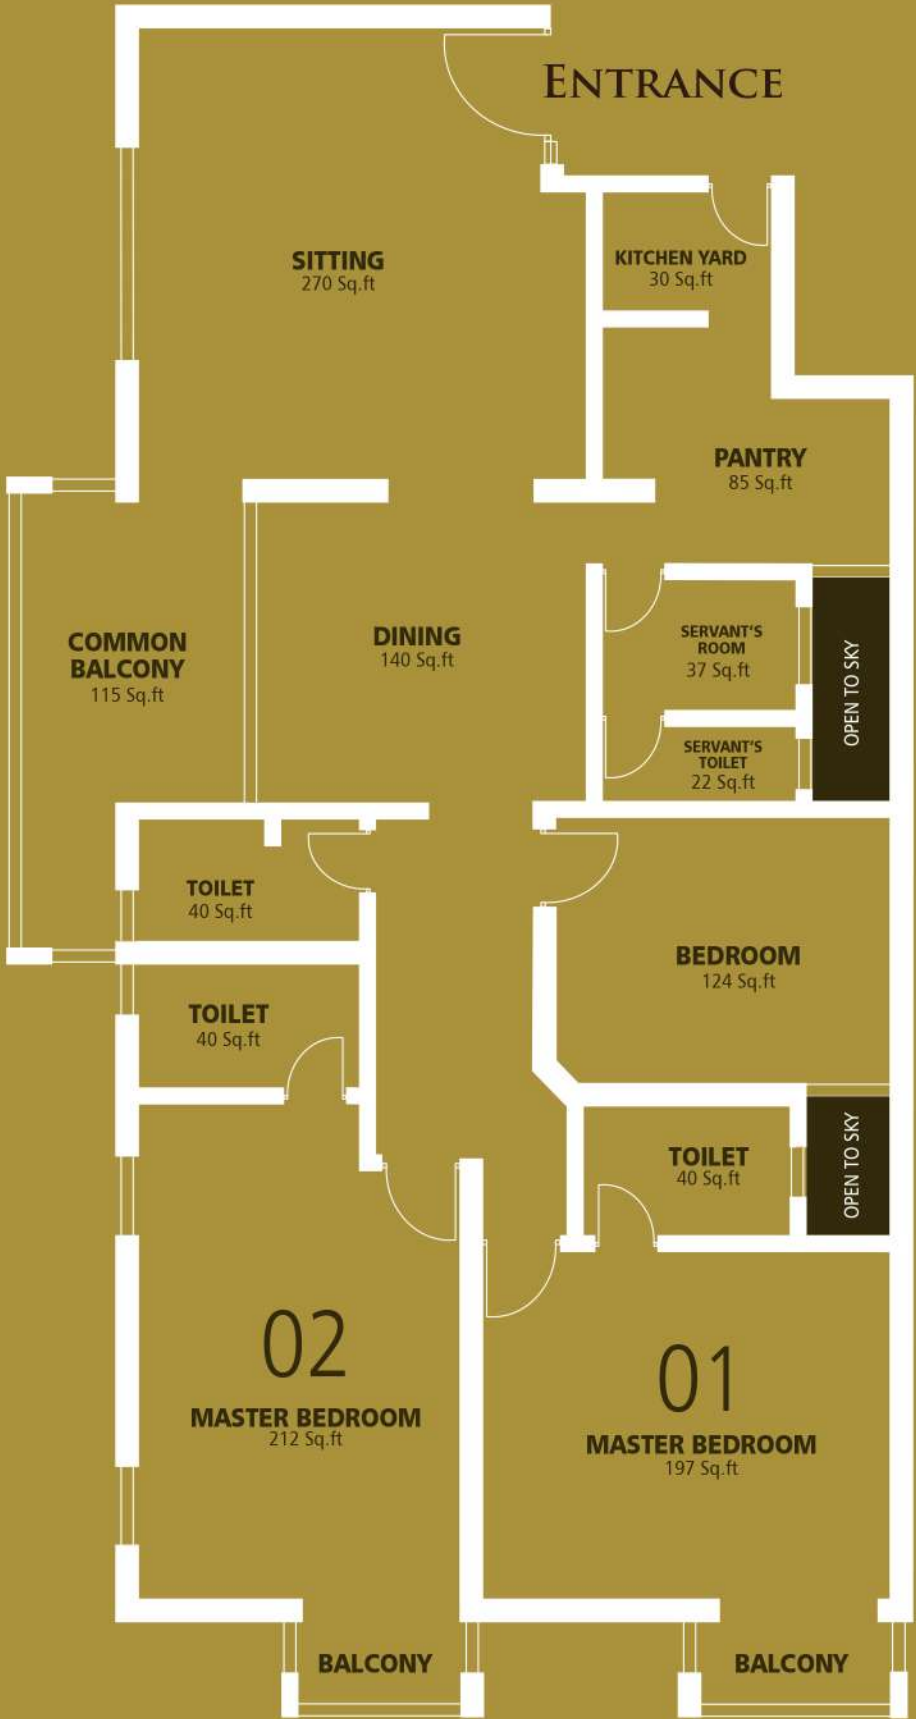 ENTRANCE
SITTING
270 Sq.ft
KITCHEN YARD
30 Sq.ft
PANTRY
85 Sq.ft
COMMON
BALCONY
115 Sq.ft
DINING
140 Sq.ft
SERVANT'S
ROOM
37 Sq.ft
OPEN TO SKY
SERVANT'S
TOILET
22 Sq.ft
TOILET
40 Sq.ft
BEDROOM
124 Sq.ft
TOILET
40 Sq.ft
TOILET
40 Sq.ft
OPEN TO SKY
02
MASTER BEDROOM
212 Sq.ft
01
MASTER BEDROOM
197 Sq.ft
BALCONY
BALCONY